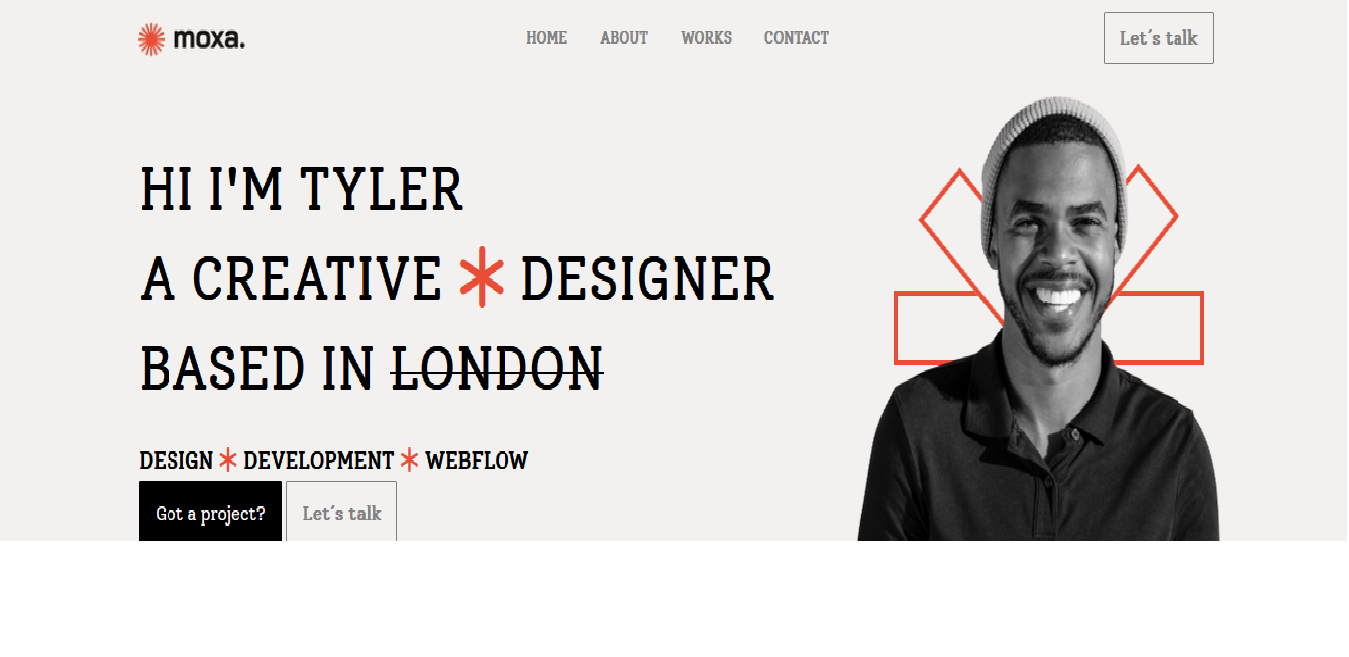 moxa.
HOME ABOUT WORKS CONTACT
Let's talk
HI I'M TYLER
A CREATIVE * DESIGNER
BASED IN LONDON
DESIGN * DEVELOPMENT * WEBFLOW
Got a project? Let's talk